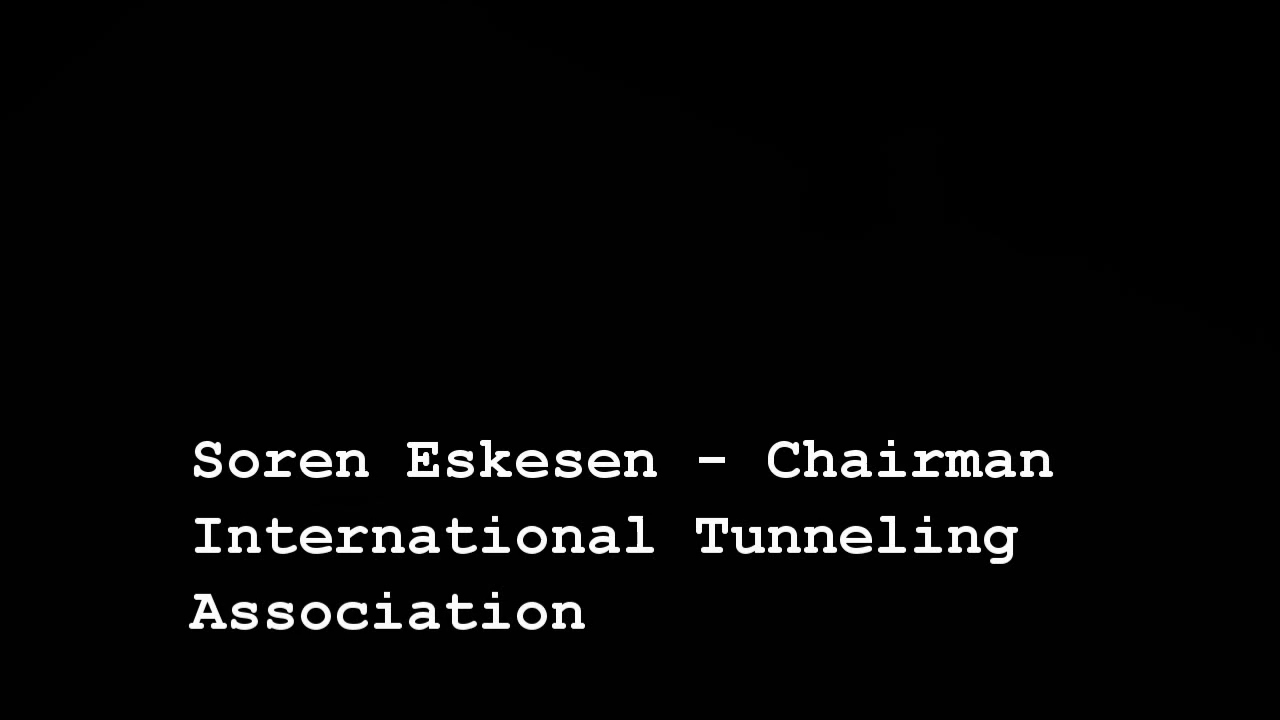 Soren Eskesen - Chairman
International Tunneling
Association